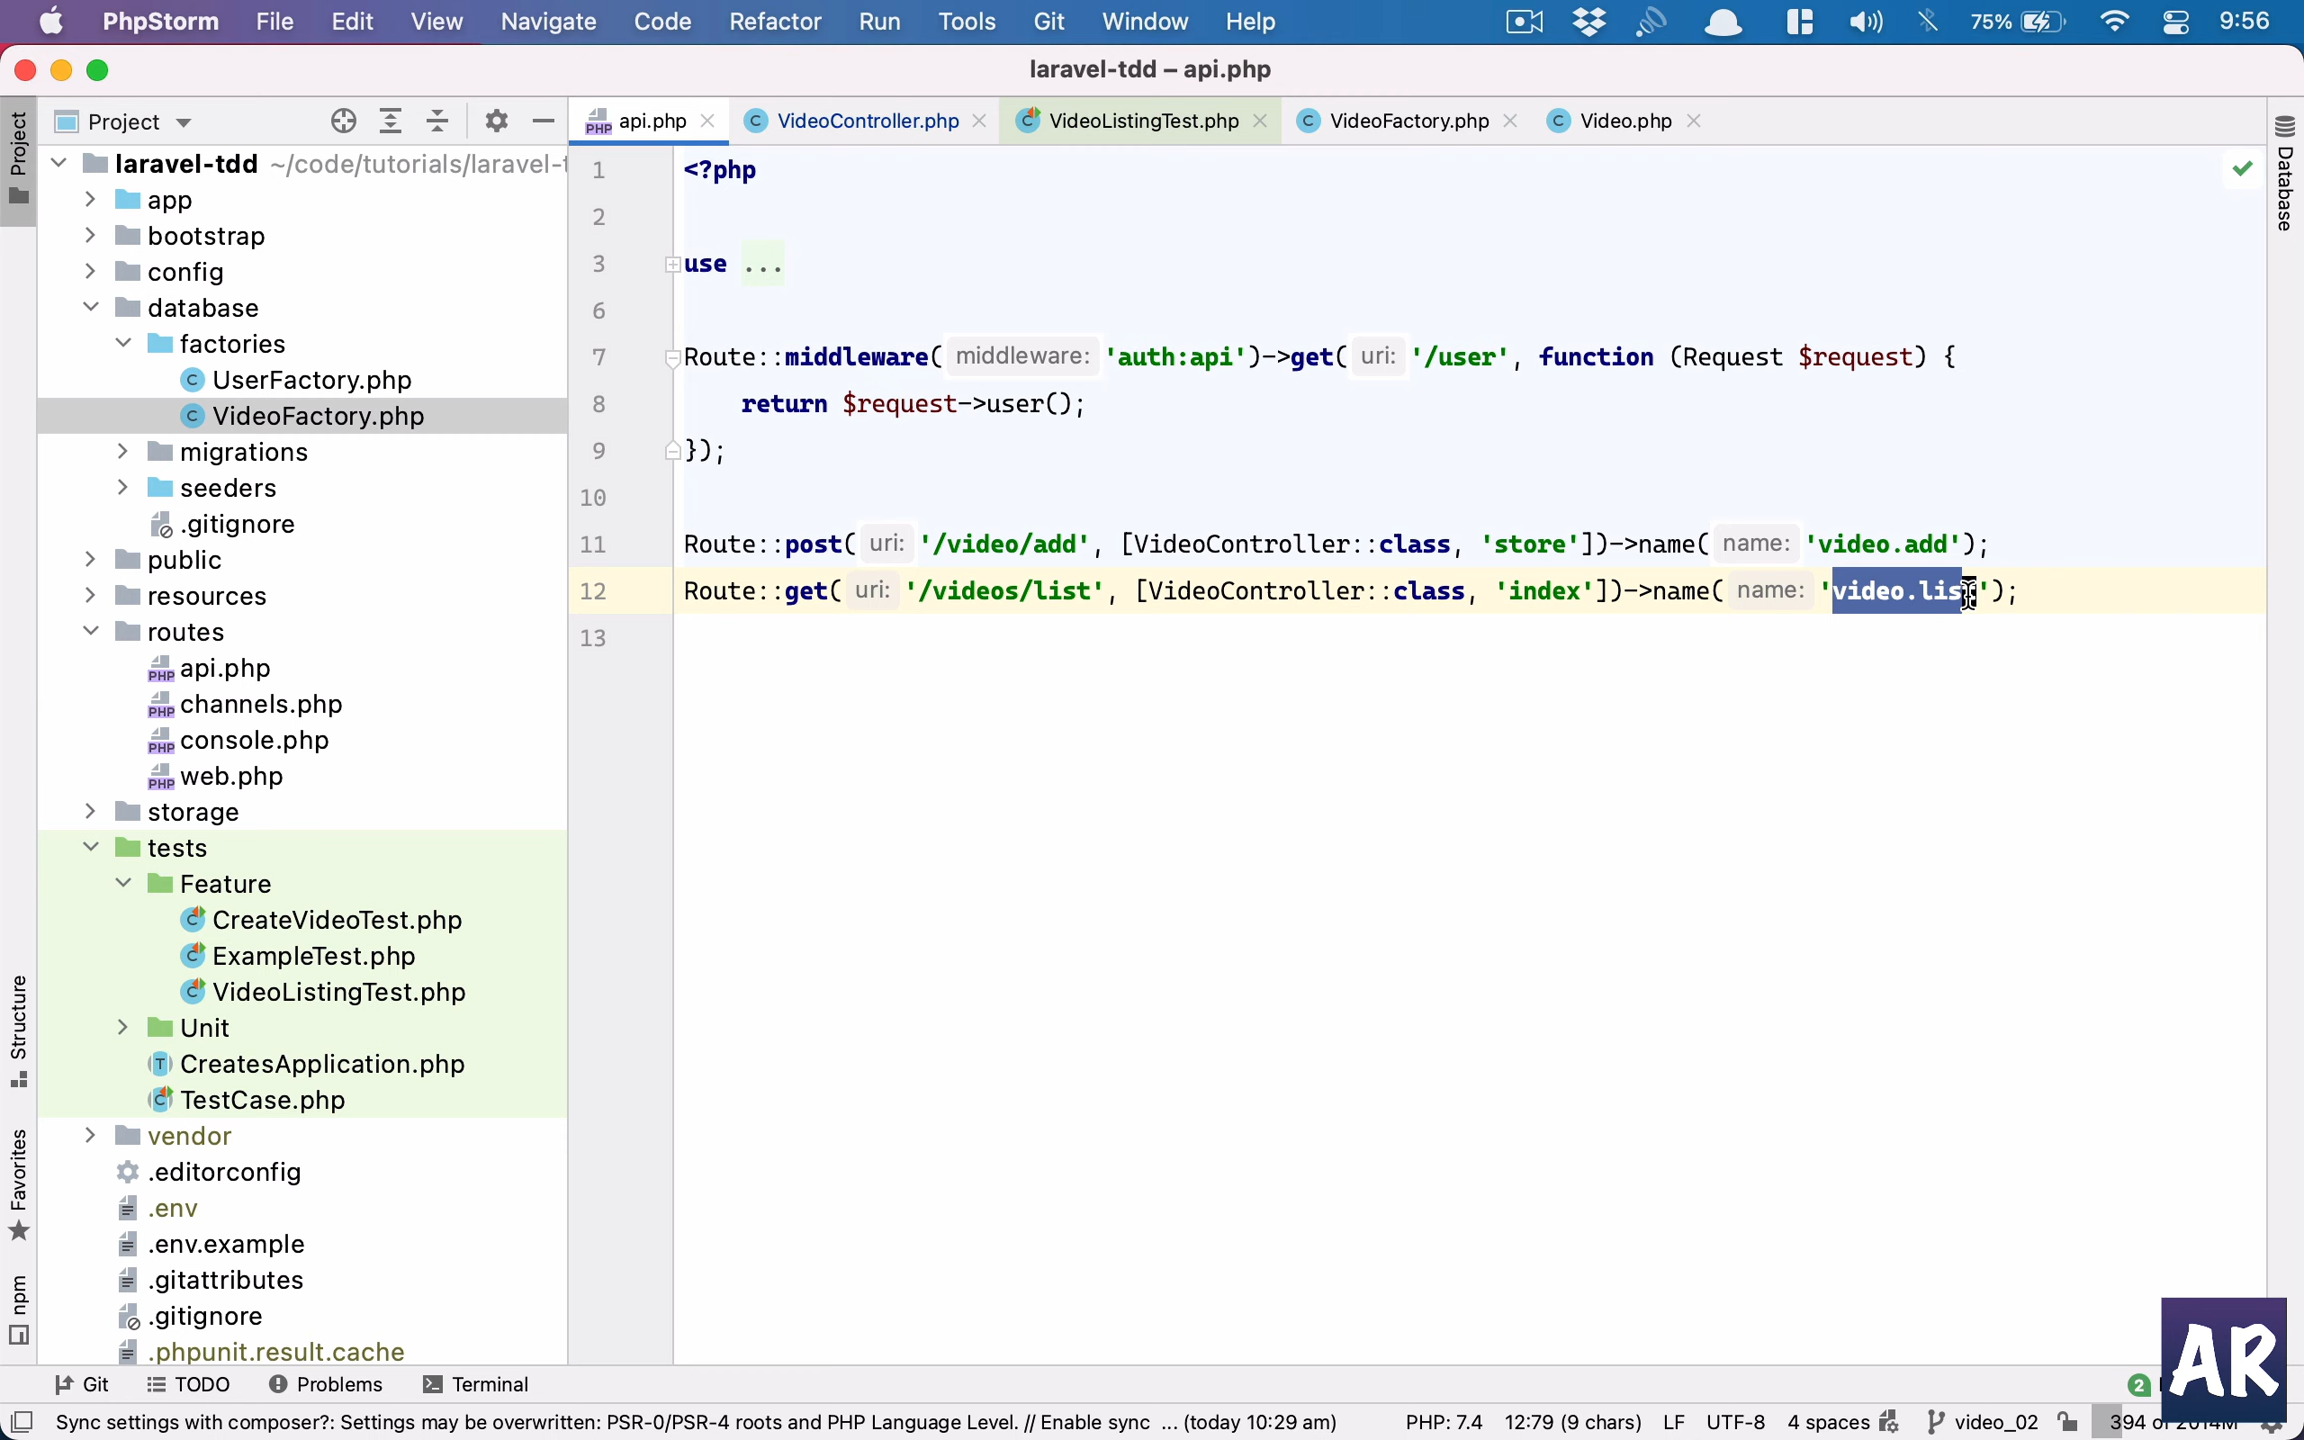 PhpStorm File Edit View Navigate Code Refactor Run Tools Git Window Help 75% 9:56
laravel-tdd – api.php
Project
Project
api.php
VideoController.php
VideoListingTest.php
VideoFactory.php
Video.php
Database
laravel-tdd ~/code/tutorials/laravel-t
app
bootstrap
config
database
factories
UserFactory.php
VideoFactory.php
migrations
seeders
.gitignore
public
resources
routes
api.php
channels.php
console.php
web.php
storage
tests
Feature
CreateVideoTest.php
ExampleTest.php
VideoListingTest.php
Unit
CreatesApplication.php
TestCase.php
vendor
.editorconfig
.env
.env.example
.gitattributes
.gitignore
.phpunit.result.cache
Structure
Favorites
npm
1 <?php
2
3 use ...
6
7 Route::middleware( middleware: 'auth:api')->get( uri: '/user', function (Request $request) {
8 return $request->user();
9 });
10
11 Route::post( uri: '/video/add', [VideoController::class, 'store'])->name( name: 'video.add');
12 Route::get( uri: '/videos/list', [VideoController::class, 'index'])->name( name: 'video.list');
13
AR
Git TODO Problems Terminal 2
Sync settings with composer?: Settings may be overwritten: PSR-0/PSR-4 roots and PHP Language Level. // Enable sync ... (today 10:29 am) PHP: 7.4 12:79 (9 chars) LF UTF-8 4 spaces video_02 394 of 2014M